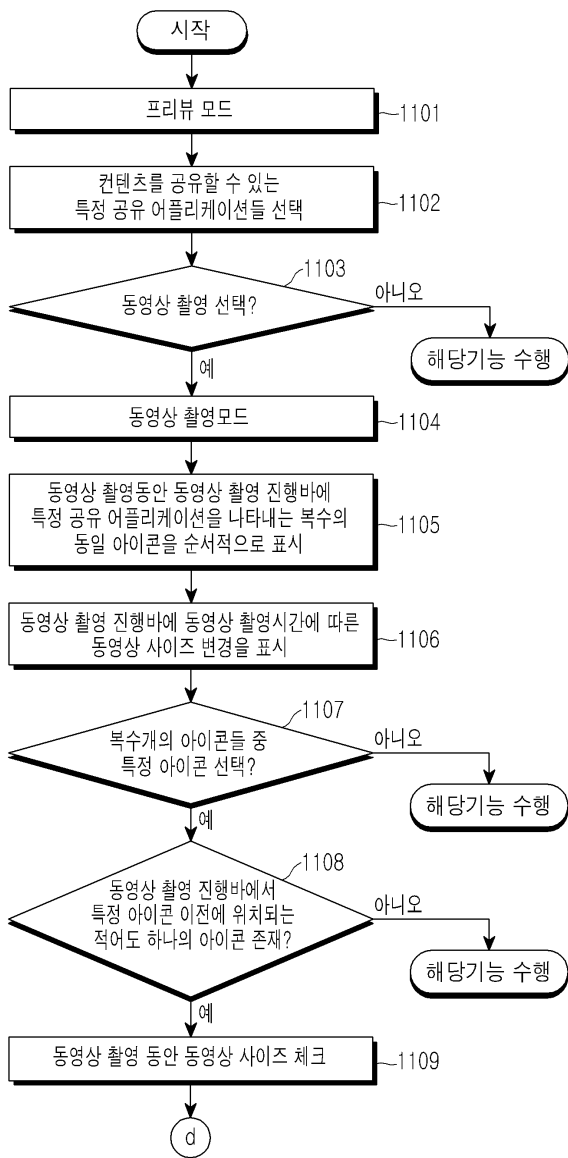 시작
프리뷰 모드
1101
컨텐츠를 공유할 수 있는
특정 공유 어플리케이션들 선택
1102
1103
동영상 촬영 선택?
아니오
해당기능 수행
예
동영상 촬영모드
1104
동영상 촬영동안 동영상 촬영 진행바에
특정 공유 어플리케이션을 나타내는 복수의
동일 아이콘을 순서적으로 표시
1105
동영상 촬영 진행바에 동영상 촬영시간에 따른
동영상 사이즈 변경을 표시
1106
1107
복수개의 아이콘들 중
특정 아이콘 선택?
아니오
해당기능 수행
예
1108
동영상 촬영 진행바에서
특정 아이콘 이전에 위치되는
적어도 하나의 아이콘 존재?
아니오
해당기능 수행
예
동영상 촬영 동안 동영상 사이즈 체크
1109
d